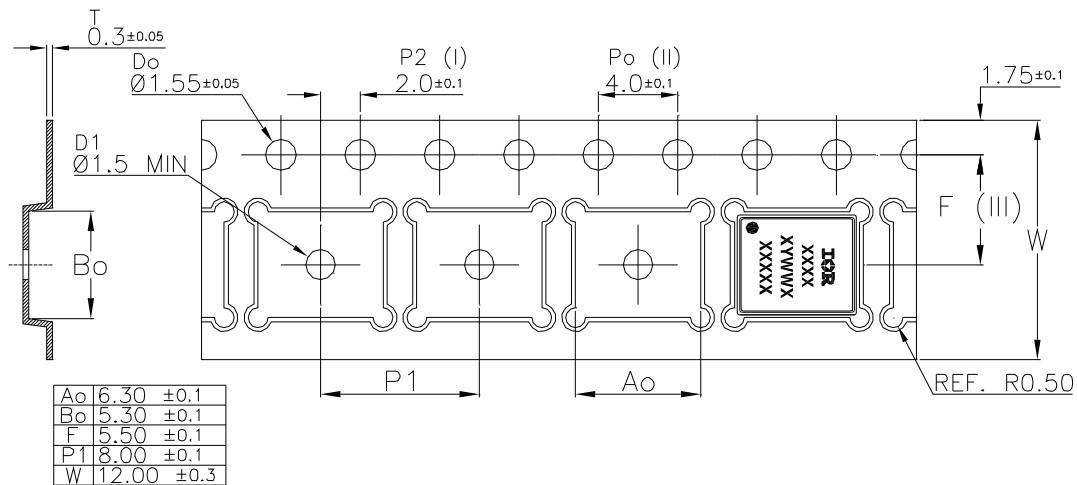 T
0.3±0.05
Do
Ø1.55±0.05
P2 (I)
2.0±0.1
Po (II)
4.0±0.1
1.75±0.1
D1
Ø1.5 MIN
F (III)
W
Bo
IOR
XXXX
XYWWX
XXXXX
P1
Ao
REF. R0.50
Ao 6.30 ±0.1
Bo 5.30 ±0.1
F 5.50 ±0.1
P1 8.00 ±0.1
W 12.00 ±0.3